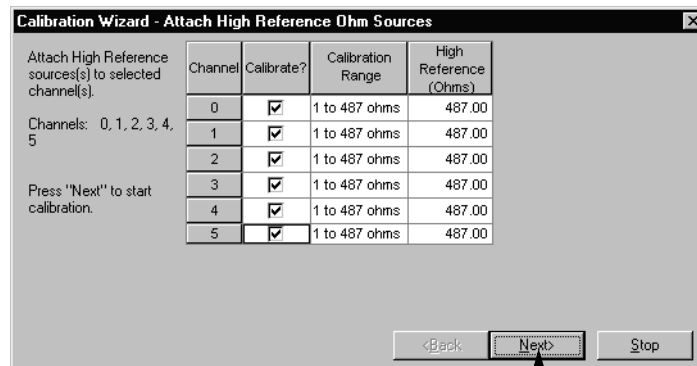 Calibration Wizard - Attach High Reference Ohm Sources
Attach High Reference
sources(s) to selected
channel(s).
Channels: 0, 1, 2, 3, 4,
5
Press "Next" to start
calibration.
Channel Calibrate? Calibration Range High Reference (Ohms)
0 1 to 487 ohms 487.00
1 1 to 487 ohms 487.00
2 1 to 487 ohms 487.00
3 1 to 487 ohms 487.00
4 1 to 487 ohms 487.00
5 1 to 487 ohms 487.00
<Back Next> Stop